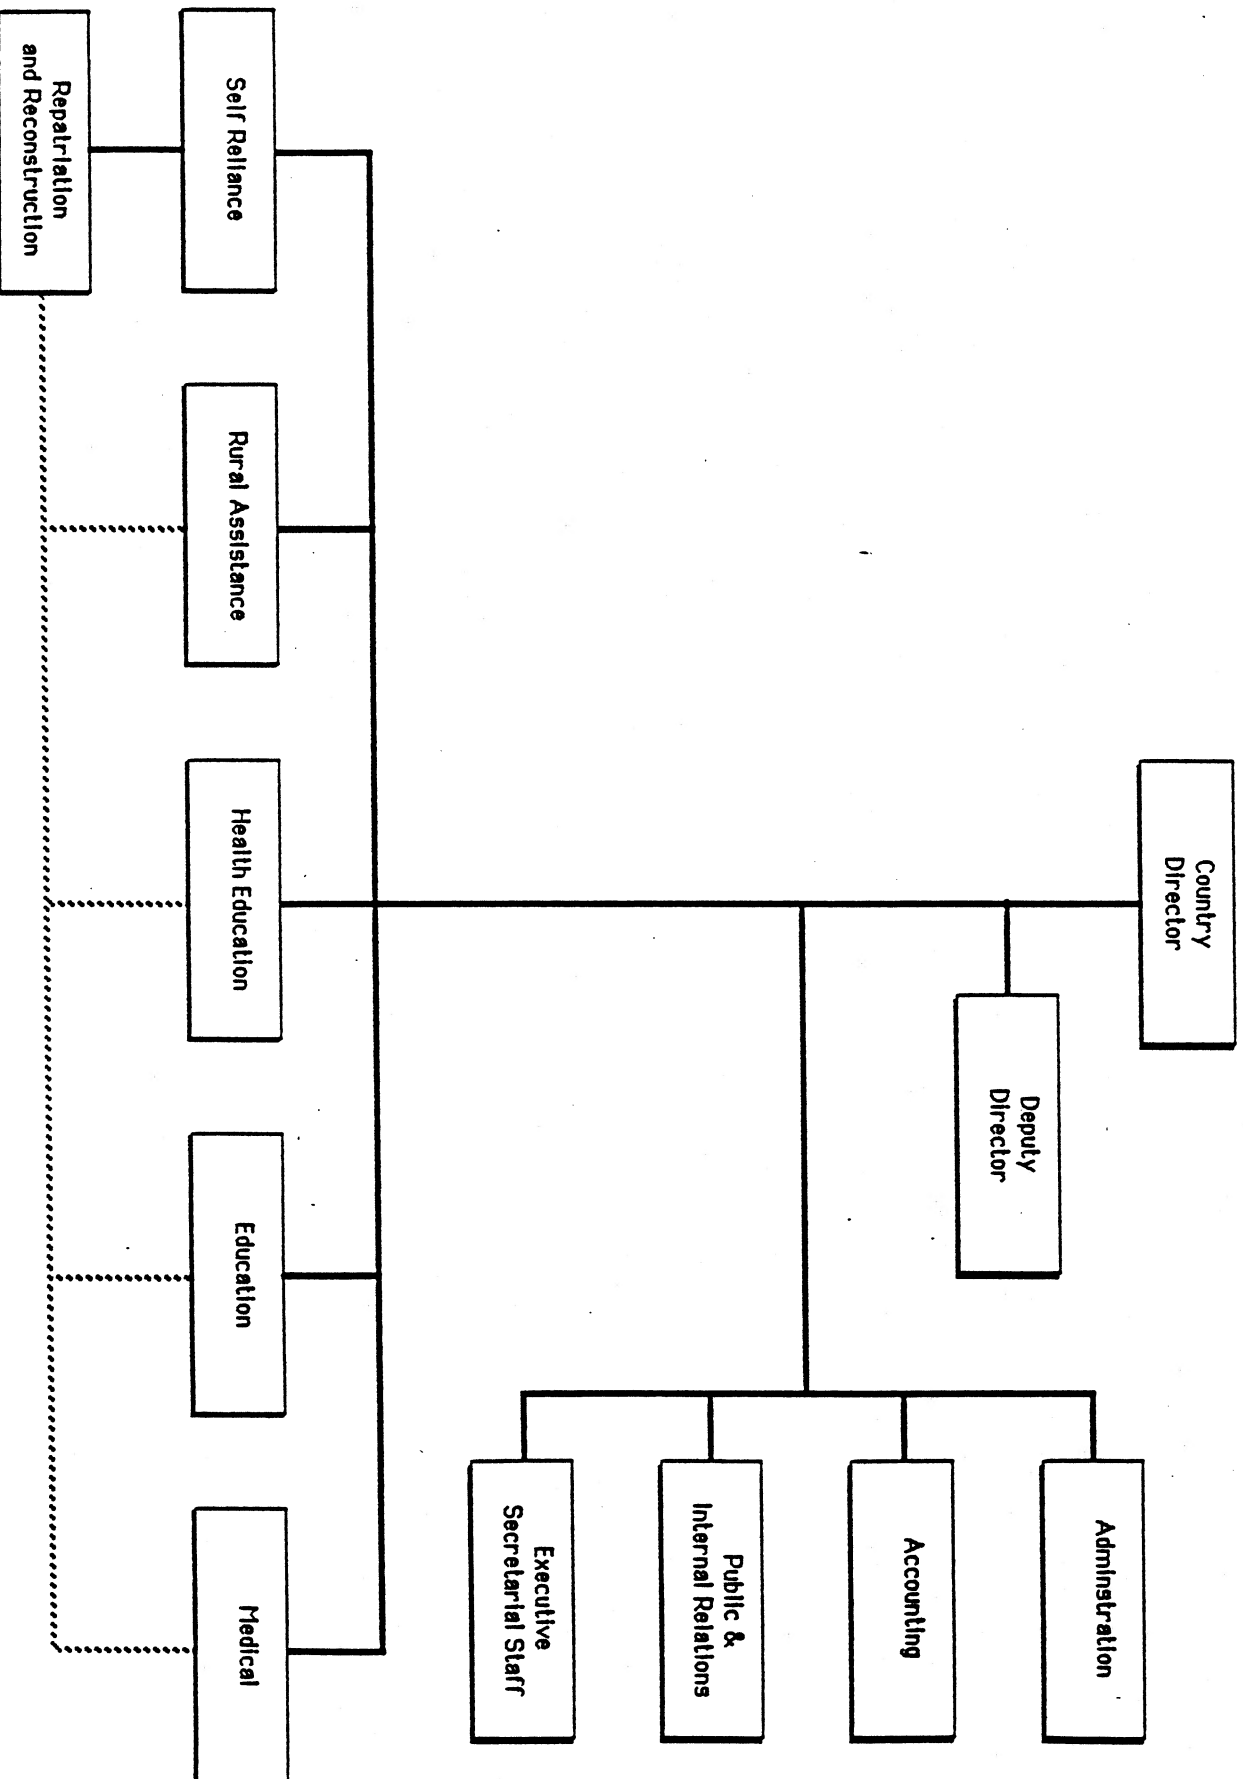 Country
Director
Deputy
Director
Adminstration
Accounting
Public &
Internal Relations
Executive
Secretarial Staff
Self Reliance
Rural Assistance
Health Education
Education
Medical
Repatriation
and Reconstruction